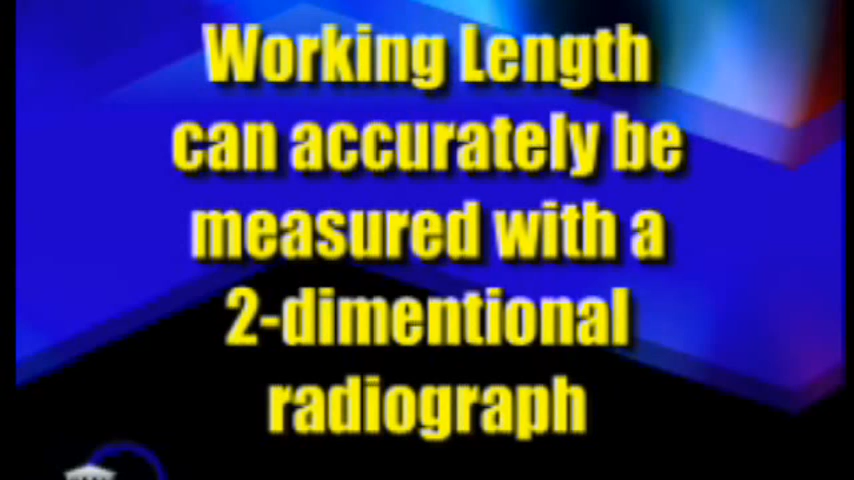 Working Length
can accurately be
measured with a
2-dimentional
radiograph